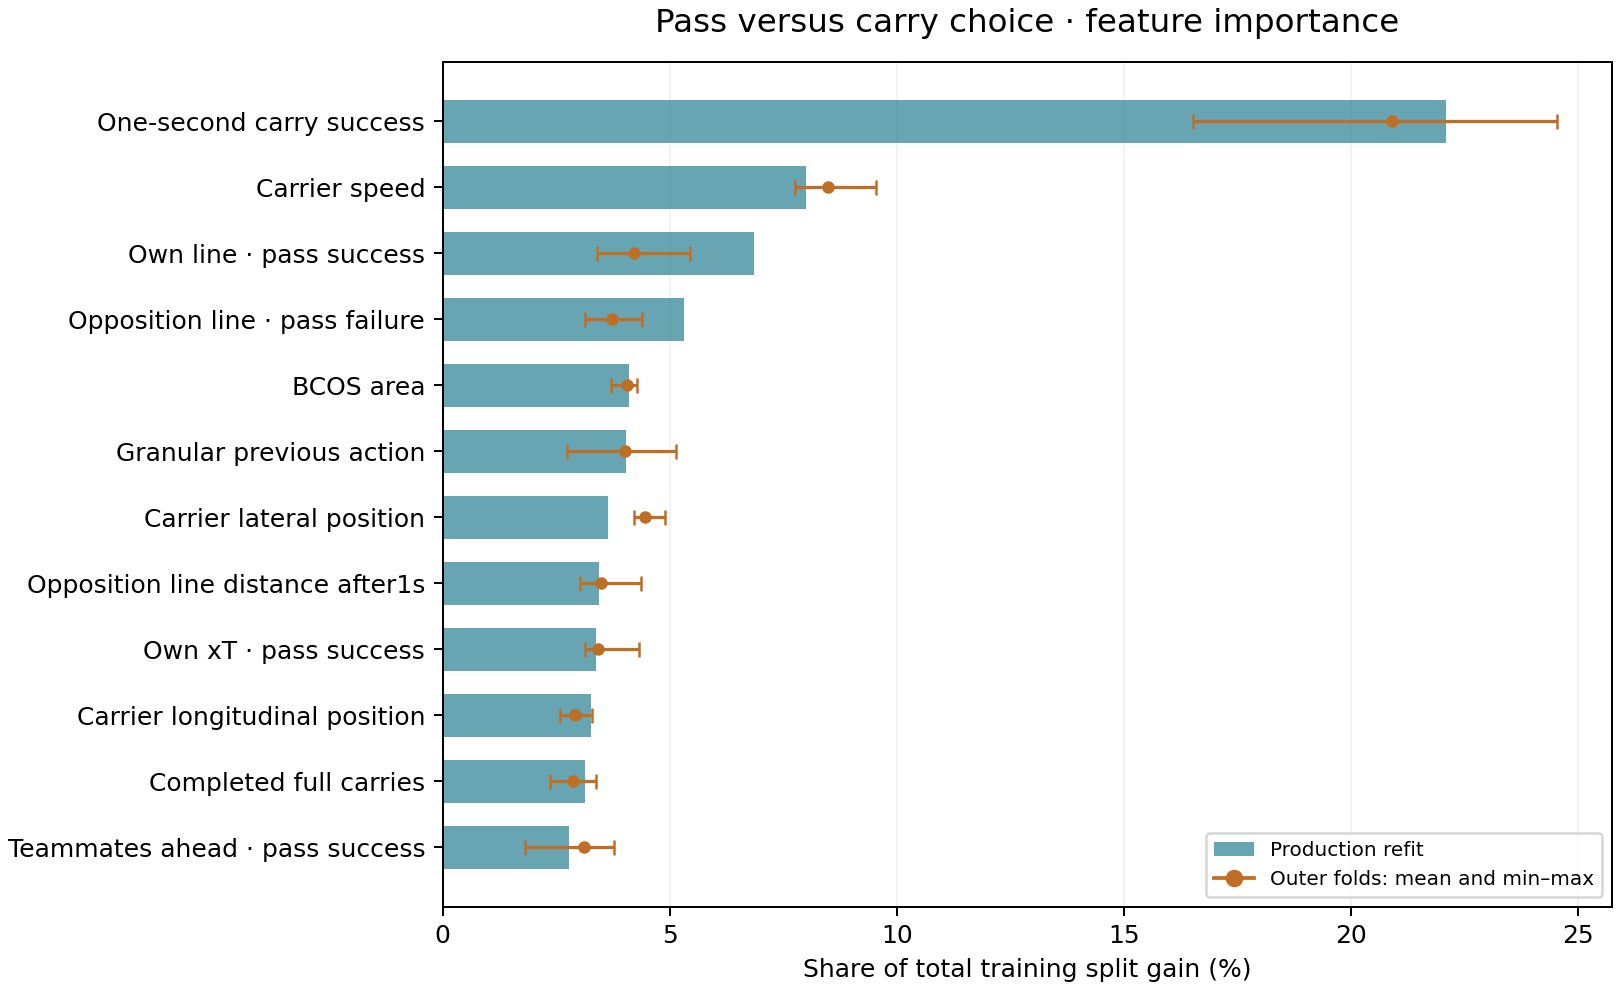 Pass versus carry choice · feature importance
One-second carry success
Carrier speed
Own line · pass success
Opposition line · pass failure
BCOS area
Granular previous action
Carrier lateral position
Opposition line distance after1s
Own xT · pass success
Carrier longitudinal position
Completed full carries
Teammates ahead · pass success
Production refit
Outer folds: mean and min–max
0 5 10 15 20 25
Share of total training split gain (%)